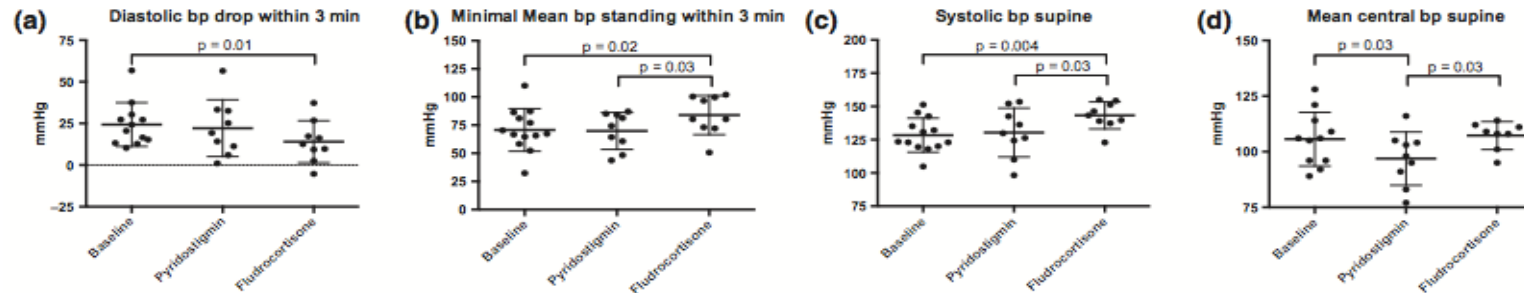 (a) Diastolic bp drop within 3 min
75
50
25
0
–25
mmHg
p = 0.01
Baseline
Pyridostigmin
Fludrocortisone
(b) Minimal Mean bp standing within 3 min
150
125
100
75
50
25
0
mmHg
p = 0.02
p = 0.03
Baseline
Pyridostigmin
Fludrocortisone
(c) Systolic bp supine
200
175
150
125
100
75
mmHg
p = 0.004
p = 0.03
Baseline
Pyridostigmin
Fludrocortisone
(d) Mean central bp supine
150
125
100
75
mmHg
p = 0.03
p = 0.03
Baseline
Pyridostigmin
Fludrocortisone